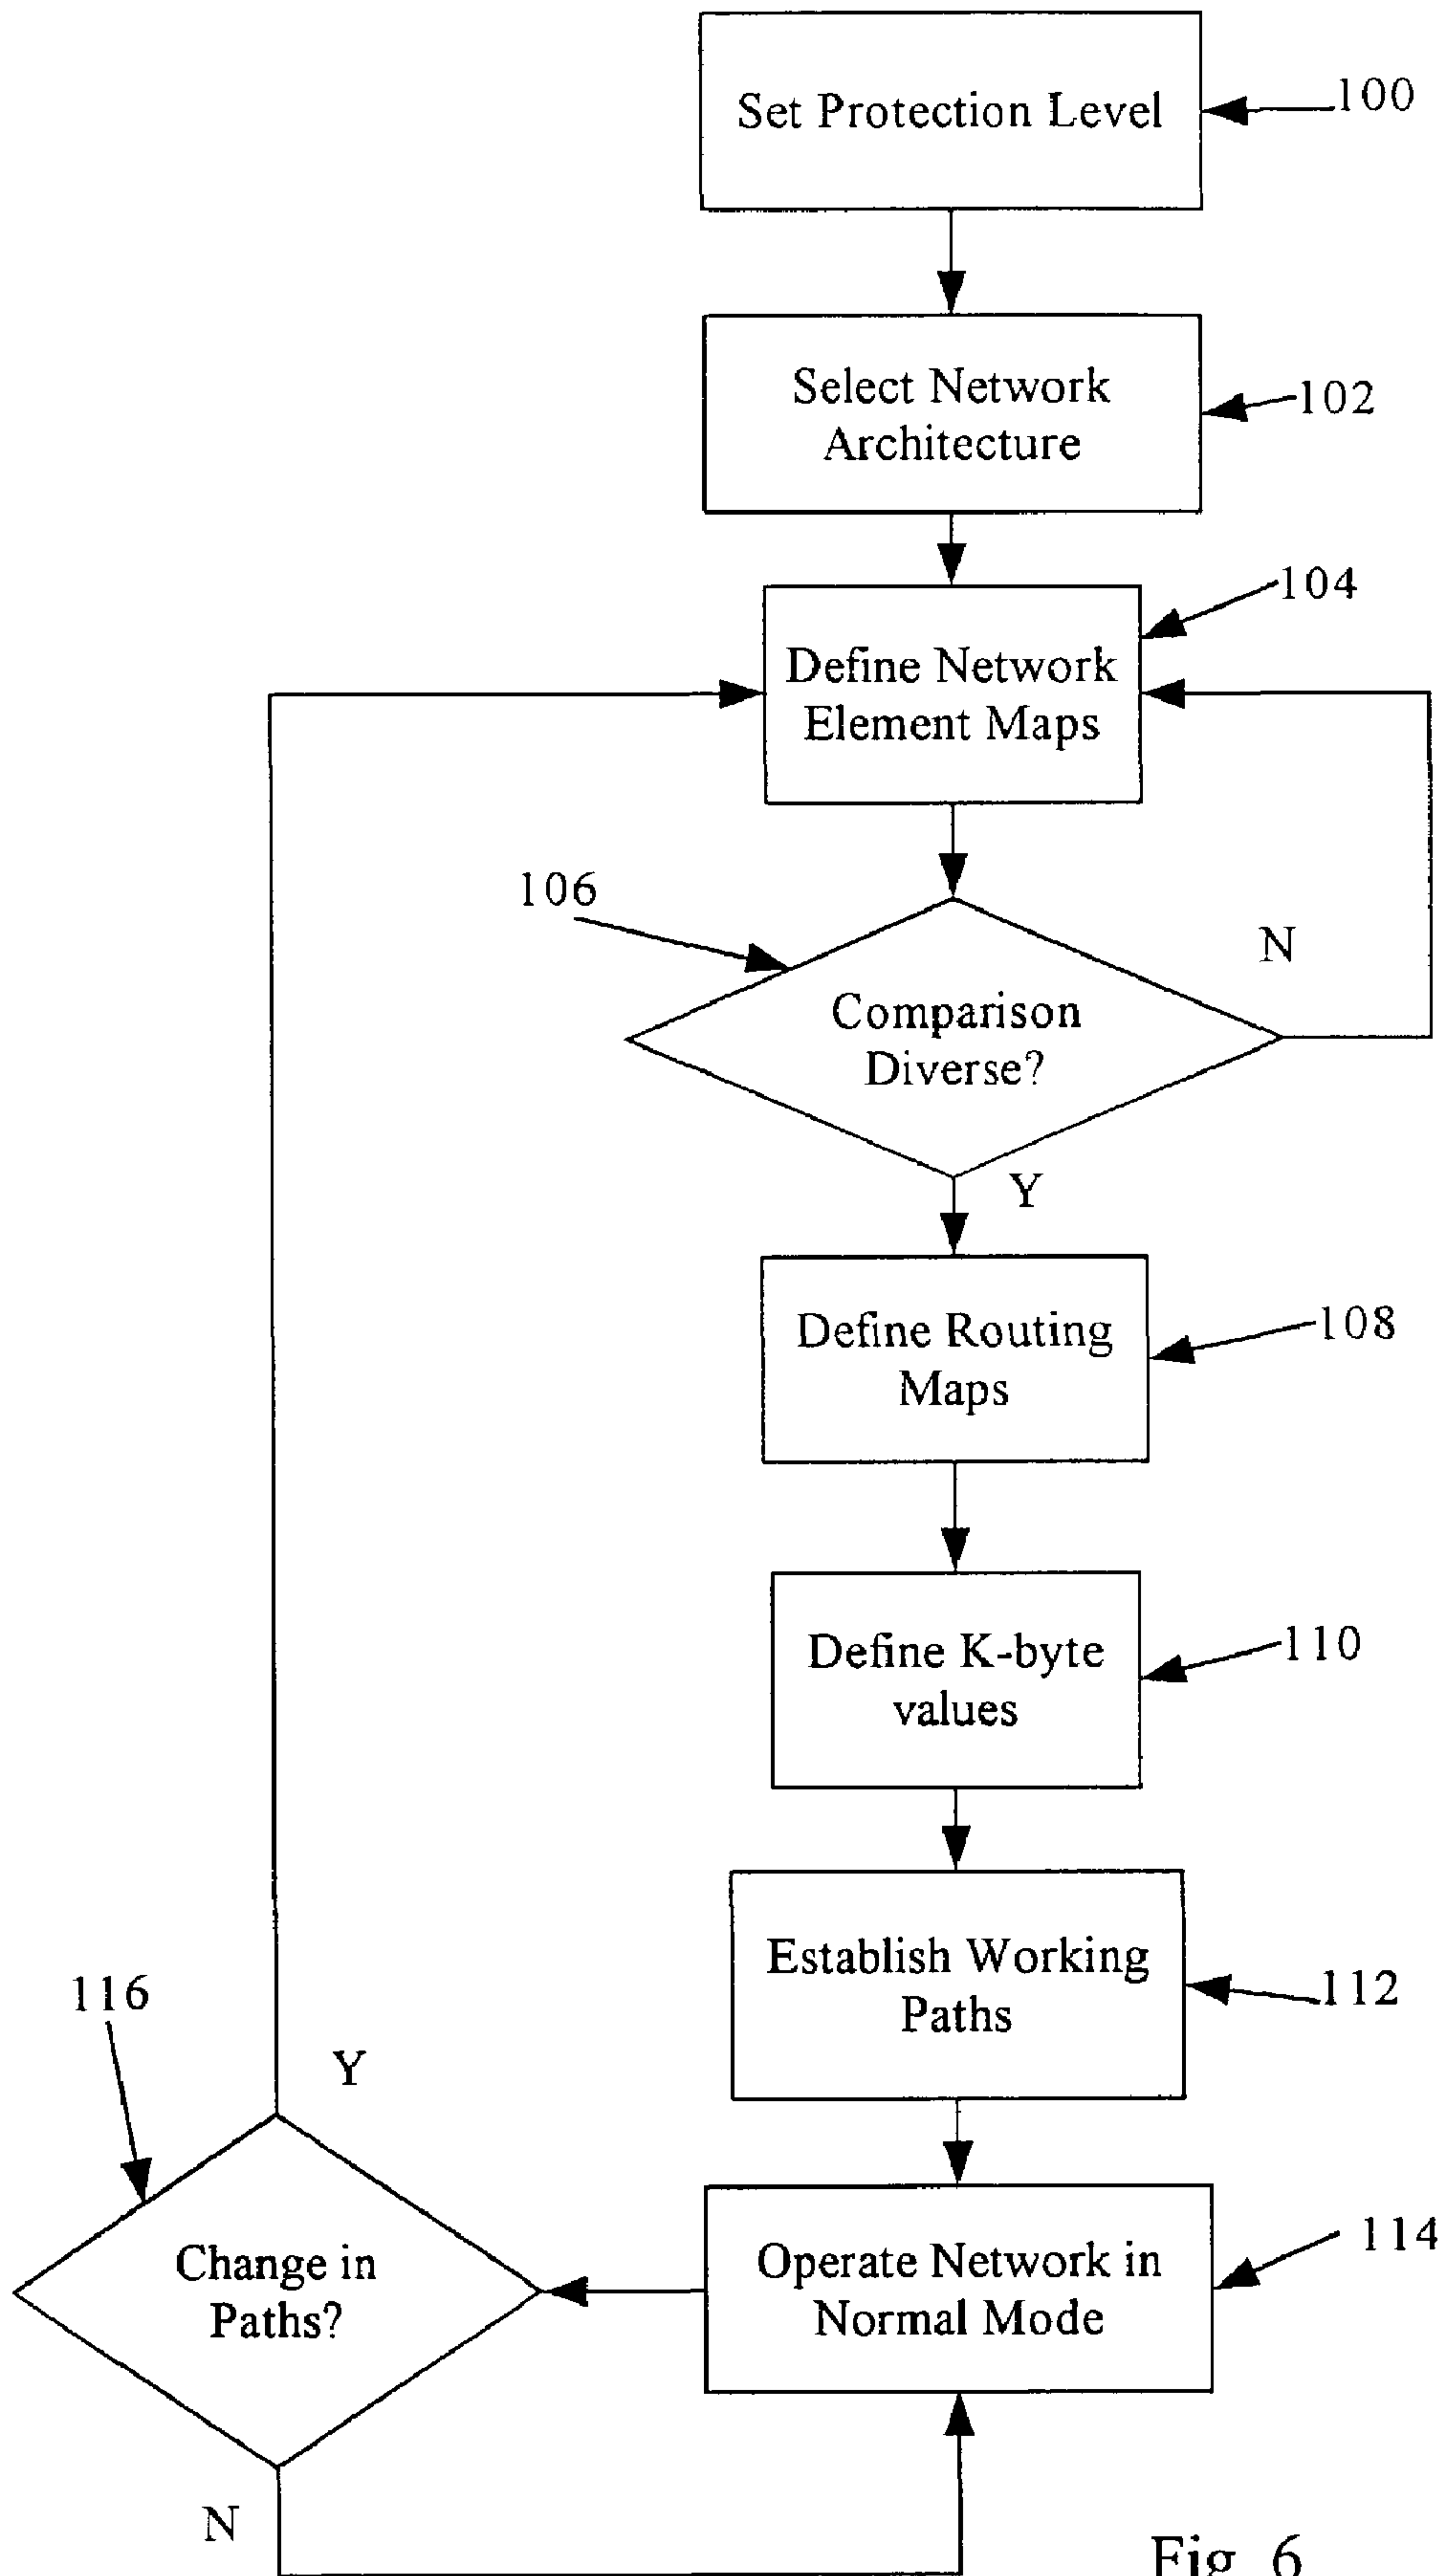 Set Protection Level
100
Select Network
Architecture
102
104
Define Network
Element Maps
106
N
Comparison
Diverse?
Y
Define Routing
Maps
108
Define K-byte
values
110
Establish Working
Paths
112
116
Y
Change in
Paths?
Operate Network in
Normal Mode
114
N
Fig. 6